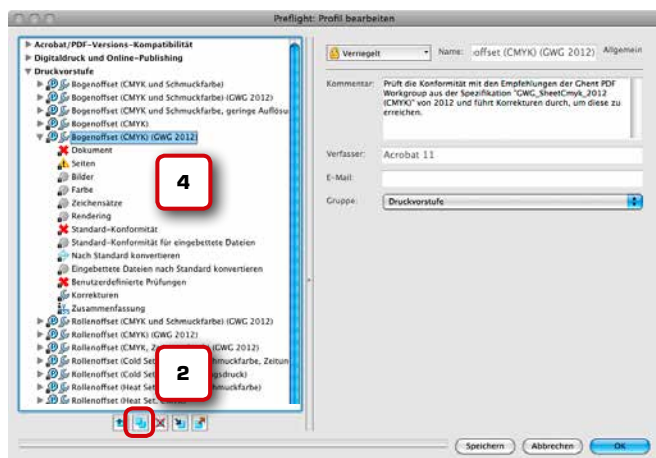 Preflight: Profil bearbeiten
Acrobat/PDF-Versions-Kompatibilität
Digitaldruck und Online-Publishing
Druckvorstufe
Bogenoffset (CMYK und Schmuckfarbe)
Bogenoffset (CMYK und Schmuckfarbe) (GWG 2012)
Bogenoffset (CMYK und Schmuckfarbe, geringe Auflösu
Bogenoffset (CMYK)
Bogenoffset (CMYK) (GWG 2012)
Dokument
Seiten
Bilder
Farbe
Zeichensätze
Rendering
Standard-Konformität
Standard-Konformität für eingebettete Dateien
Nach Standard konvertieren
Eingebettete Dateien nach Standard konvertieren
Benutzerdefinierte Prüfungen
Korrekturen
Zusammenfassung
Rollenoffset (CMYK und Schmuckfarbe) (GWG 2012)
Rollenoffset (CMYK) (GWG 2012)
Rollenoffset (CMYK, Z (GWG 2012)
Rollenoffset (Cold Set, hmuckfarbe, Zeitun
Rollenoffset (Cold Set gsdruck)
Rollenoffset (Heat Set hmuckfarbe)
Rollenoffset (Heat Set,
4
2
Verriegelt
Name: offset (CMYK) (GWG 2012) Allgemein
Kommentar: Prüft die Konformität mit den Empfehlungen der Ghent PDF
Workgroup aus der Spezifikation "GWG_SheetCmyk_2012
(CMYK)" von 2012 und führt Korrekturen durch, um diese zu
erreichen.
Verfasser: Acrobat 11
E-Mail:
Gruppe: Druckvorstufe
Speichern Abbrechen OK